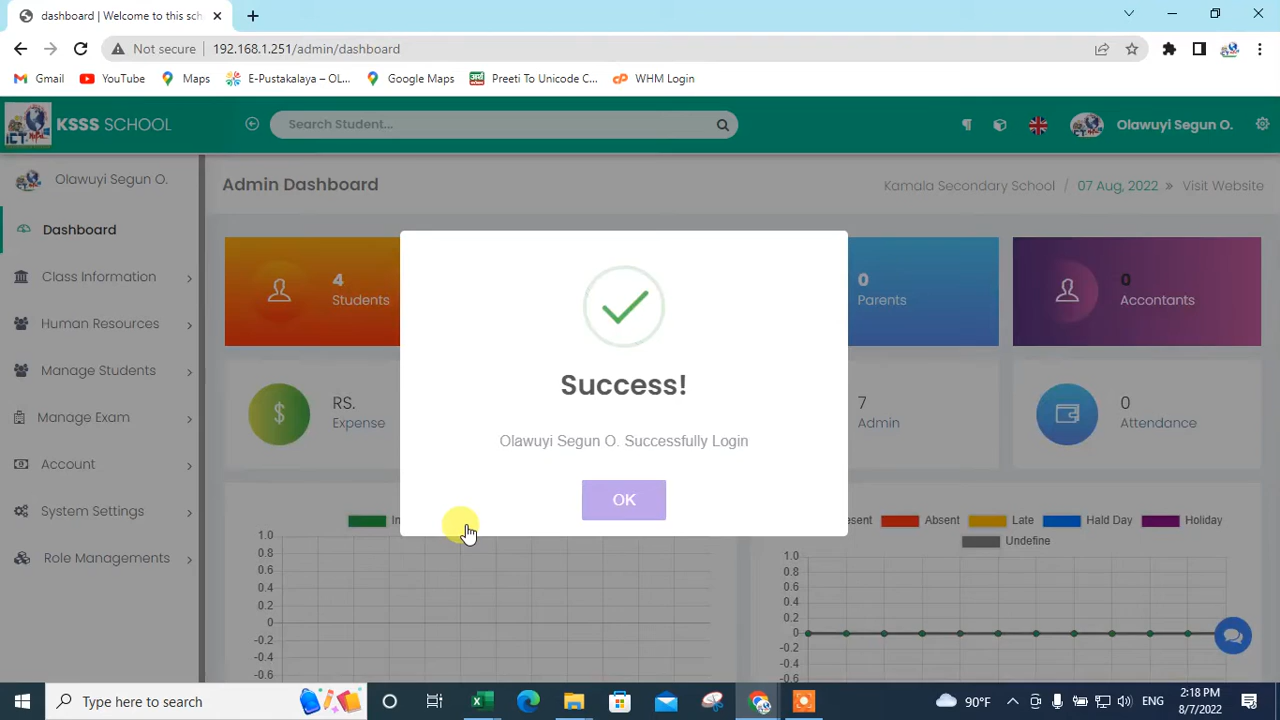 dashboard | Welcome to this sch
Not secure
192.168.1.251/admin/dashboard
Gmail
YouTube
Maps
E-Pustakalaya – OL...
Google Maps
Preeti To Unicode C...
WHM Login
KSSS SCHOOL
Search Student...
Olawuyi Segun O.
Olawuyi Segun O.
Dashboard
Class Information
Human Resources
Manage Students
Manage Exam
Account
System Settings
Role Managements
Admin Dashboard
Kamala Secondary School / 07 Aug, 2022 » Visit Website
4
Students
0
Parents
0
Accountants
RS.
Expense
7
Admin
0
Attendance
Success!
Olawuyi Segun O. Successfully Login
OK
1.0
0.8
0.6
0.4
0.2
0
-0.2
-0.4
-0.6
Absent
Late
Hald Day
Holiday
Undefine
1.0
0.8
0.6
0.4
0.2
0
-0.2
-0.4
Type here to search
90°F
ENG
2:18 PM
8/7/2022